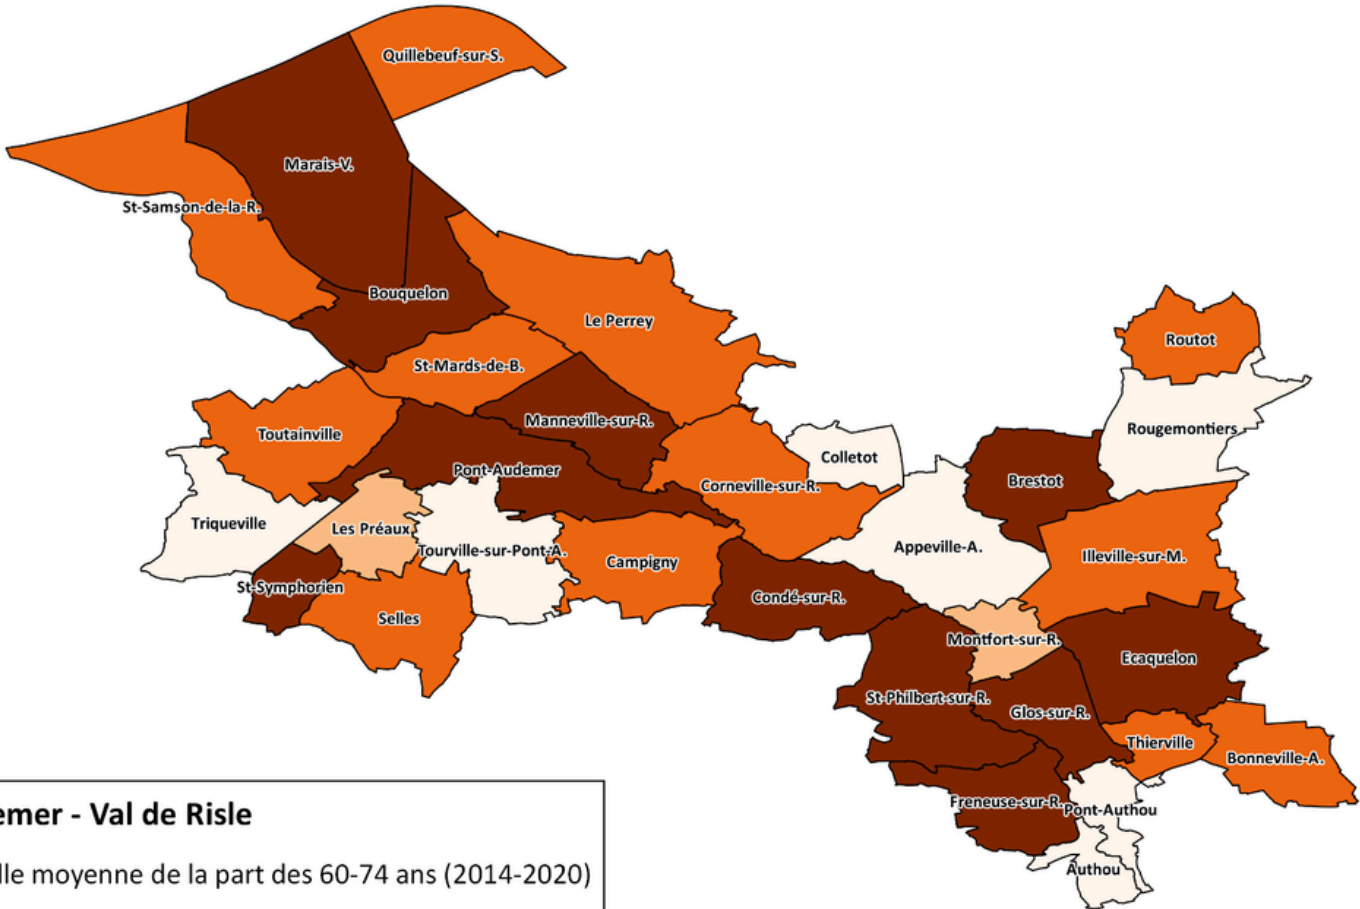 Quillebeuf-sur-S.
Marais-V.
St-Samson-de-la-R.
Bouquelon
Le Perrey
Routot
St-Mards-de-B.
Manneville-sur-R.
Rougemontiers
Toutainville
Colletot
Pont-Audemer
Brestot
Corneville-sur-R.
Triqueville
Les Préaux
Tourville-sur-Pont-A.
Appeville-A.
Illeville-sur-M.
Campigny
St-Symphorien
Condé-sur-R.
Selles
Montfort-sur-R.
Ecaquelon
St-Philbert-sur-R.
Glos-sur-R.
Thierville
Bonneville-A.
Freneuse-sur-R.
Pont-Authou
Authou
emer - Val de Risle
lle moyenne de la part des 60-74 ans (2014-2020)